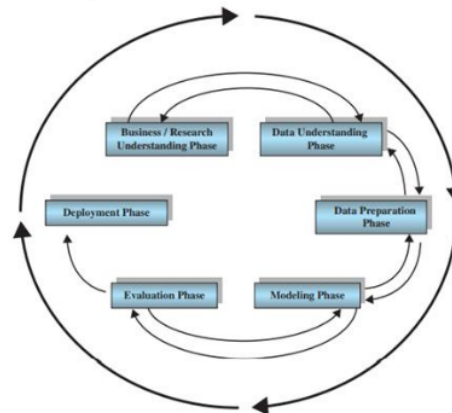 Business / Research
Understanding Phase
Data Understanding
Phase
Deployment Phase
Data Preparation
Phase
Evaluation Phase
Modeling Phase